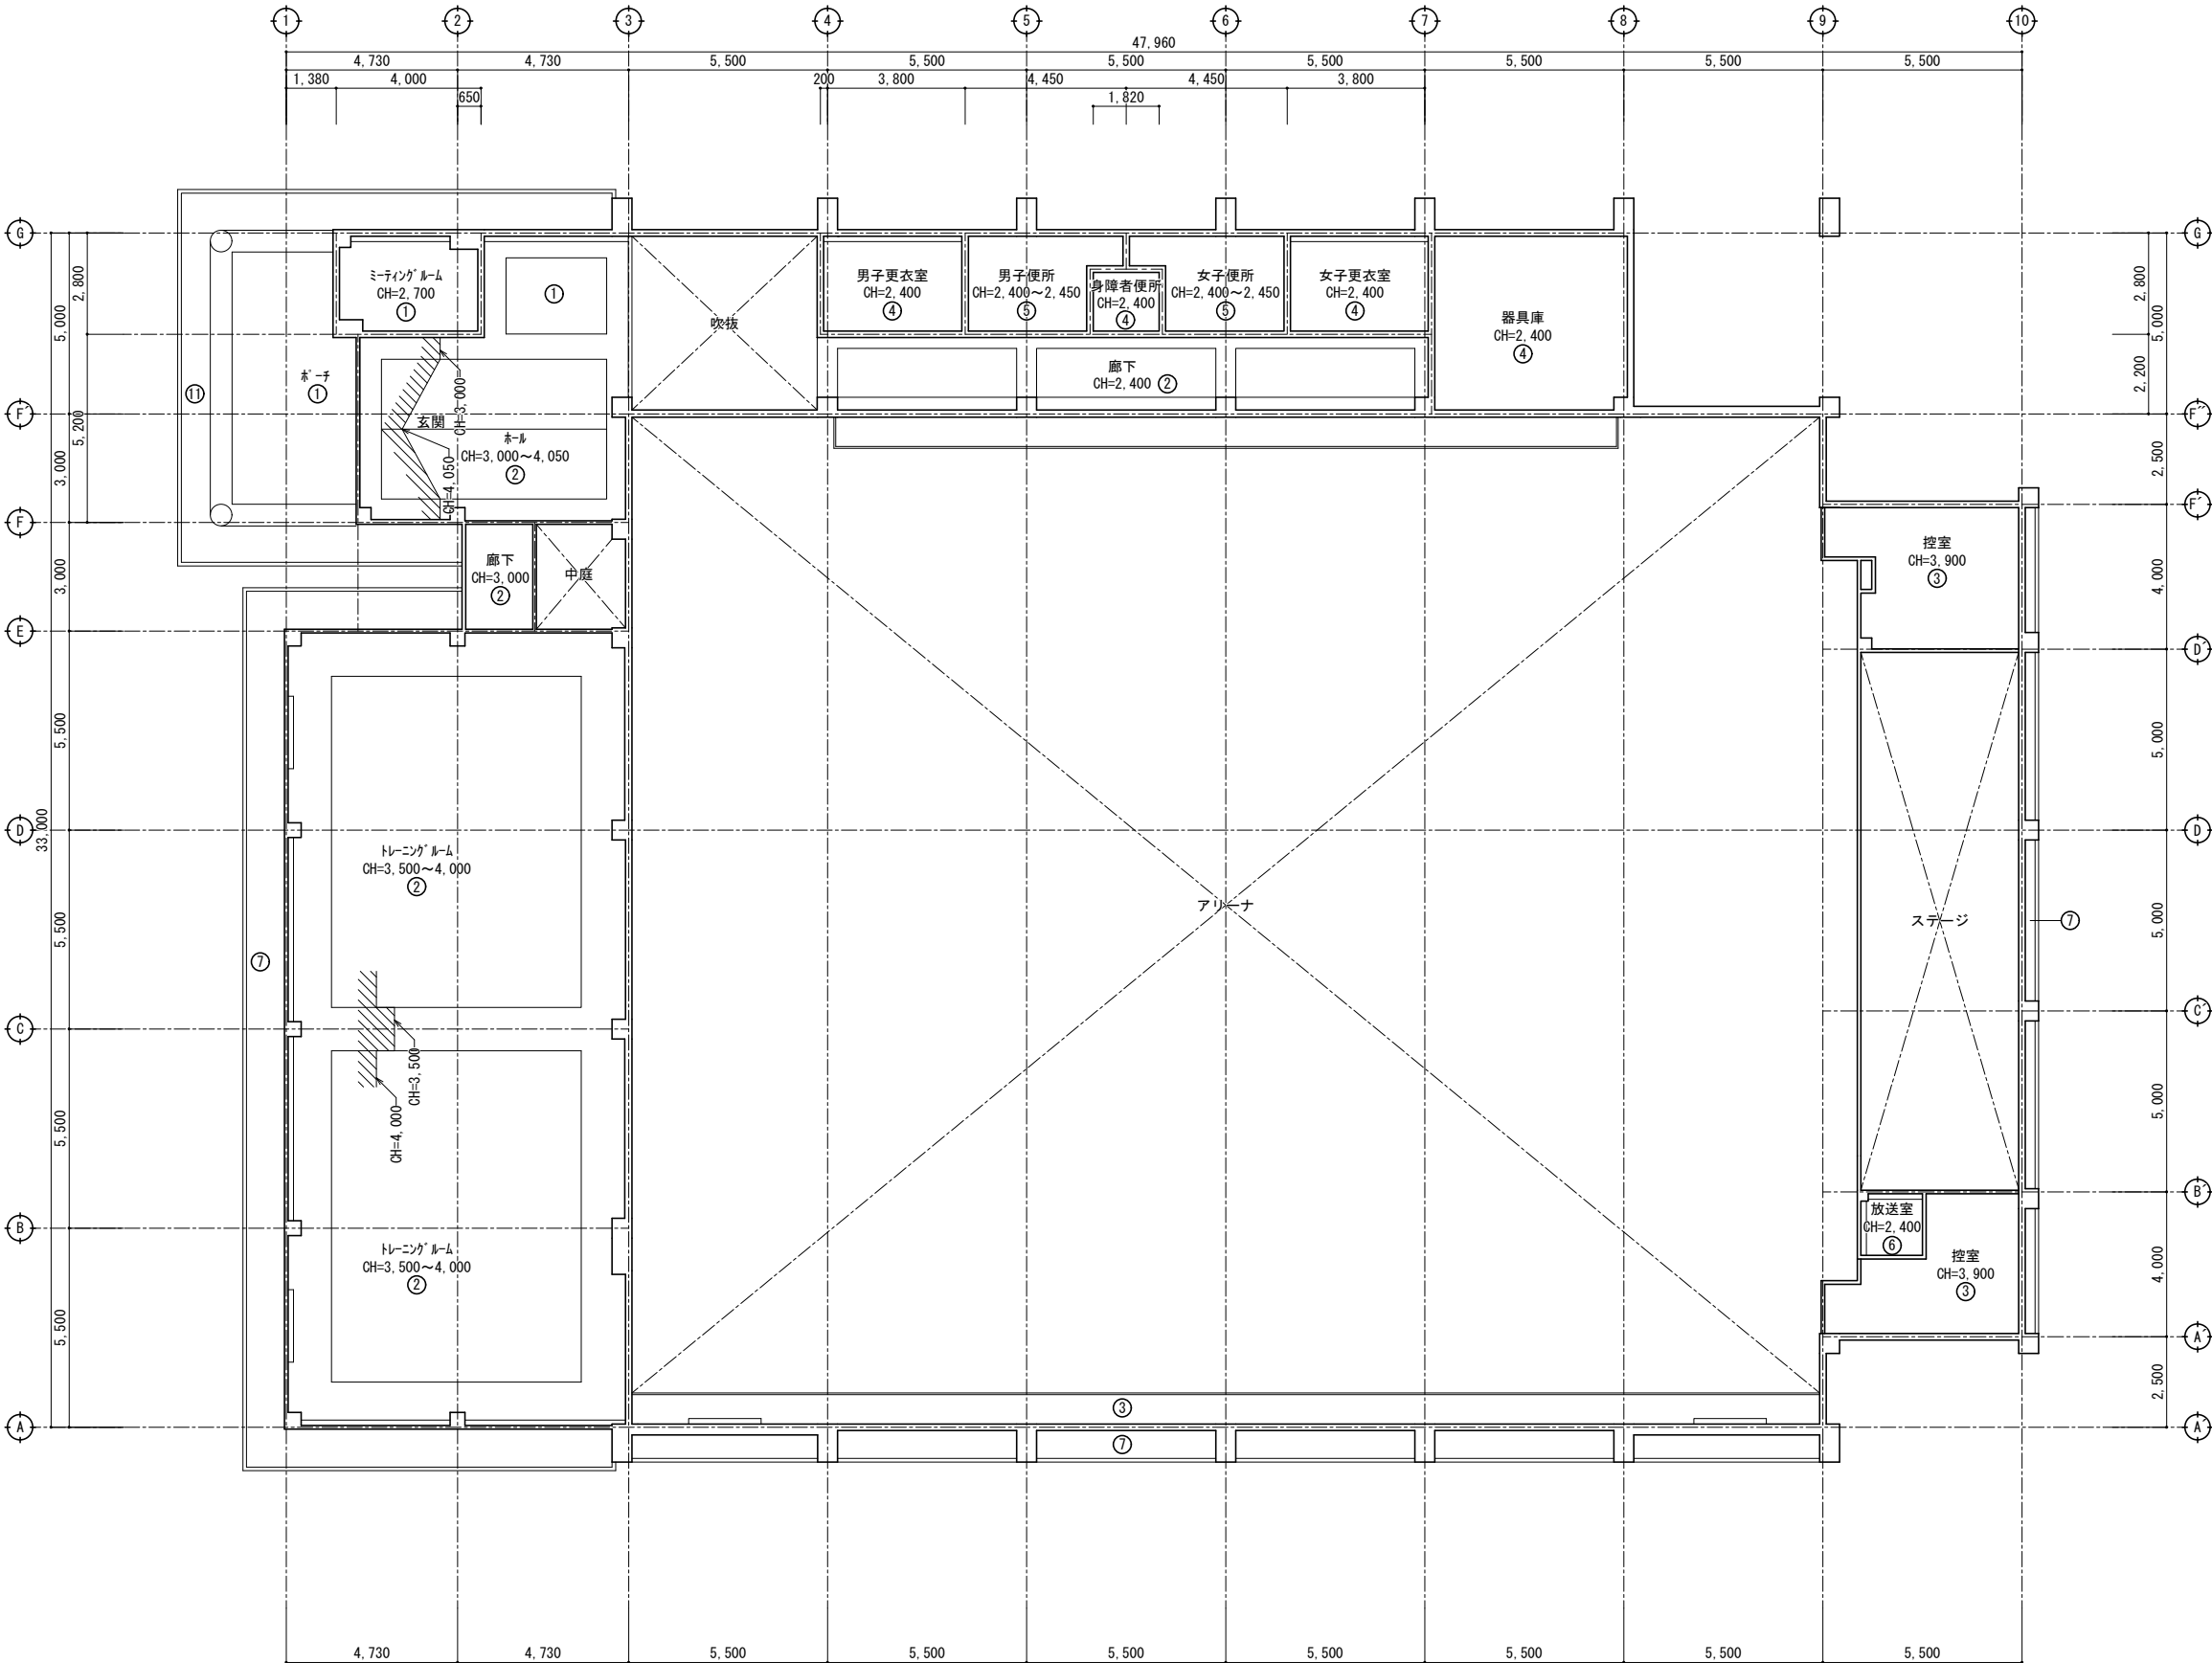 1 2 3 4 5 6 7 8 9 10
47,960
4,730 4,730 5,500 5,500 5,500 5,500 5,500 5,500 5,500
1,380 4,000 200 3,800 4,450 4,450 3,800
650 1,820
G G
ミーティングルーム
CH=2,700
①
①
吹抜
男子更衣室
CH=2,400
④
男子便所
CH=2,400~2,450
⑤
身障者便所
CH=2,400
④
女子便所
CH=2,400~2,450
⑤
女子更衣室
CH=2,400
④
器具庫
CH=2,400
④
廊下
CH=2,400 ②
ポーチ
①
⑪
玄関
CH=3,000
CH=4,050
ホール
CH=3,000~4,050
②
F´ F´´
F F´
廊下
CH=3,000
②
中庭
控室
CH=3,900
③
E D´
トレーニングルーム
CH=3,500~4,000
②
D D
アリーナ
ステージ
⑦
⑦
CH=3,500
CH=4,000
C C´
B B´
トレーニングルーム
CH=3,500~4,000
②
放送室
CH=2,400
⑥
控室
CH=3,900
③
A´
③
⑦
A A´
33,000
5,000
3,000
3,000
5,500
5,500
5,500
5,500
2,800
5,200
2,800
2,200
5,000
2,500
4,000
5,000
5,000
5,000
4,000
2,500
4,730 4,730 5,500 5,500 5,500 5,500 5,500 5,500 5,500